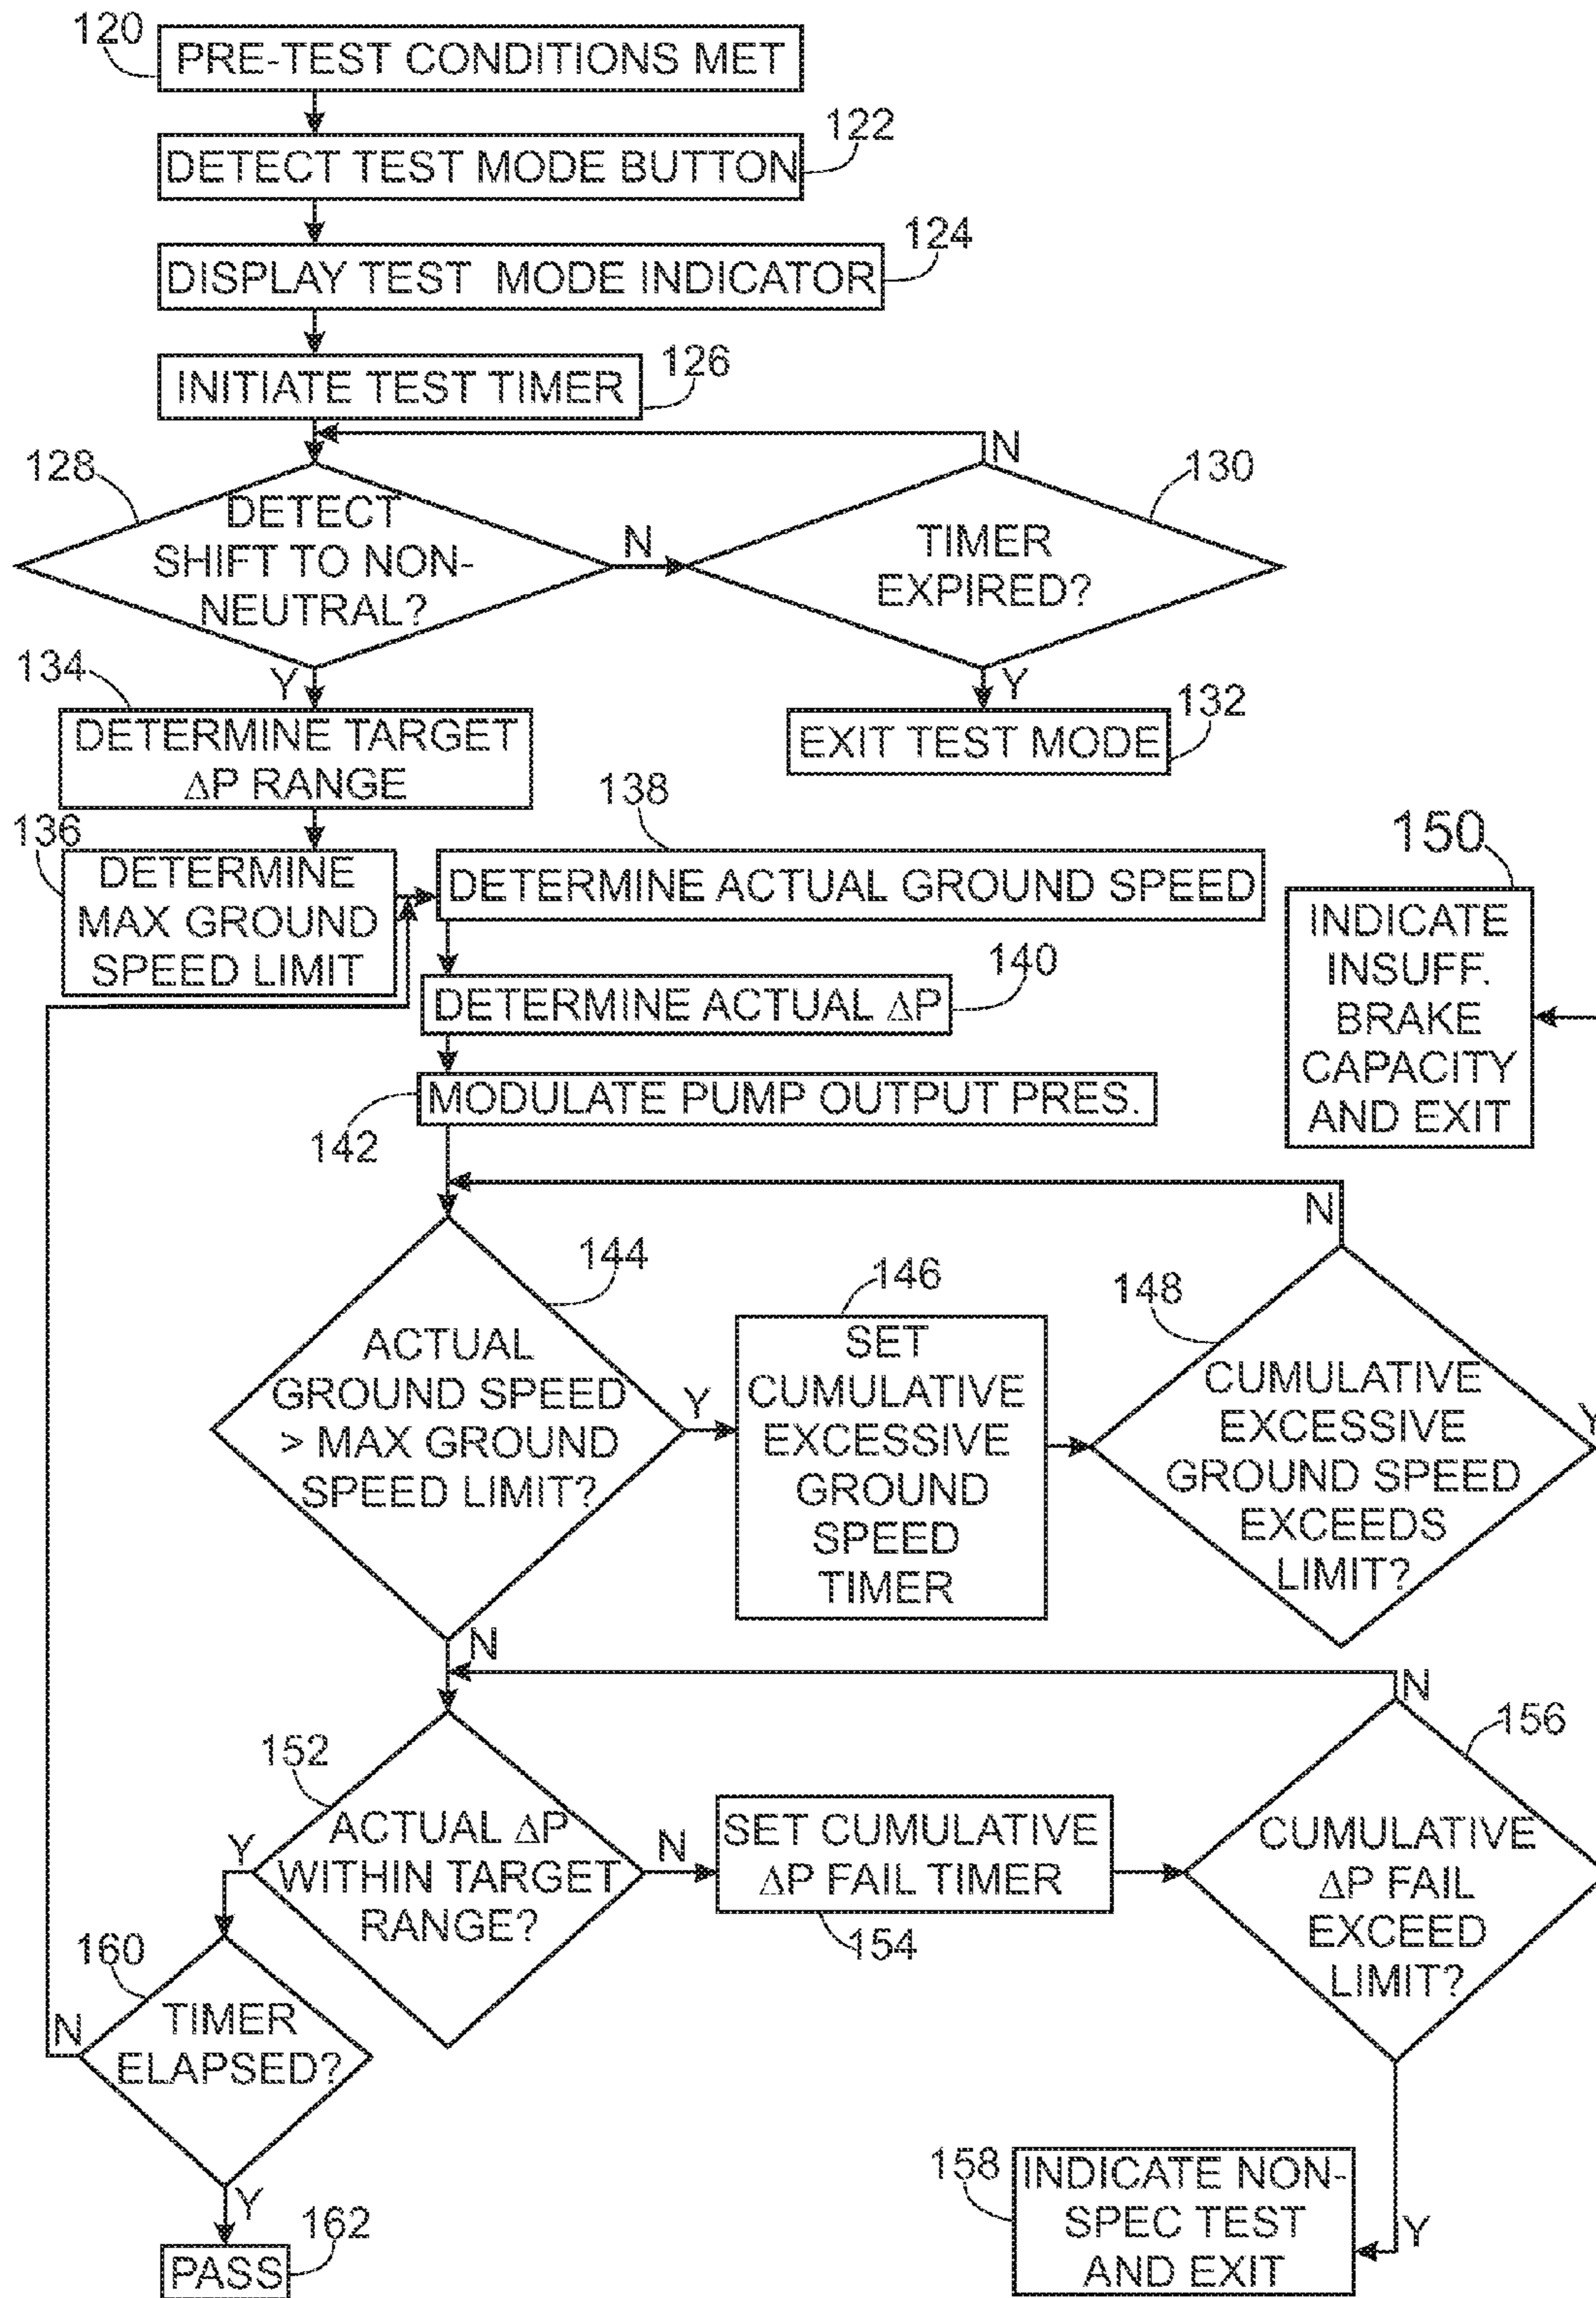 120
PRE-TEST CONDITIONS MET
122
DETECT TEST MODE BUTTON
124
DISPLAY TEST MODE INDICATOR
126
INITIATE TEST TIMER
128
DETECT
SHIFT TO NON-
NEUTRAL?
N
Y
130
TIMER
EXPIRED?
N
Y
132
EXIT TEST MODE
134
DETERMINE TARGET
ΔP RANGE
136
DETERMINE
MAX GROUND
SPEED LIMIT
138
DETERMINE ACTUAL GROUND SPEED
140
DETERMINE ACTUAL ΔP
142
MODULATE PUMP OUTPUT PRES.
150
INDICATE
INSUFF.
BRAKE
CAPACITY
AND EXIT
144
ACTUAL
GROUND SPEED
> MAX GROUND
SPEED LIMIT?
Y
N
146
SET
CUMULATIVE
EXCESSIVE
GROUND
SPEED
TIMER
148
CUMULATIVE
EXCESSIVE
GROUND SPEED
EXCEEDS
LIMIT?
N
Y
152
ACTUAL ΔP
WITHIN TARGET
RANGE?
Y
N
154
SET CUMULATIVE
ΔP FAIL TIMER
156
CUMULATIVE
ΔP FAIL
EXCEED
LIMIT?
N
Y
158
INDICATE NON-
SPEC TEST
AND EXIT
160
TIMER
ELAPSED?
N
Y
162
PASS